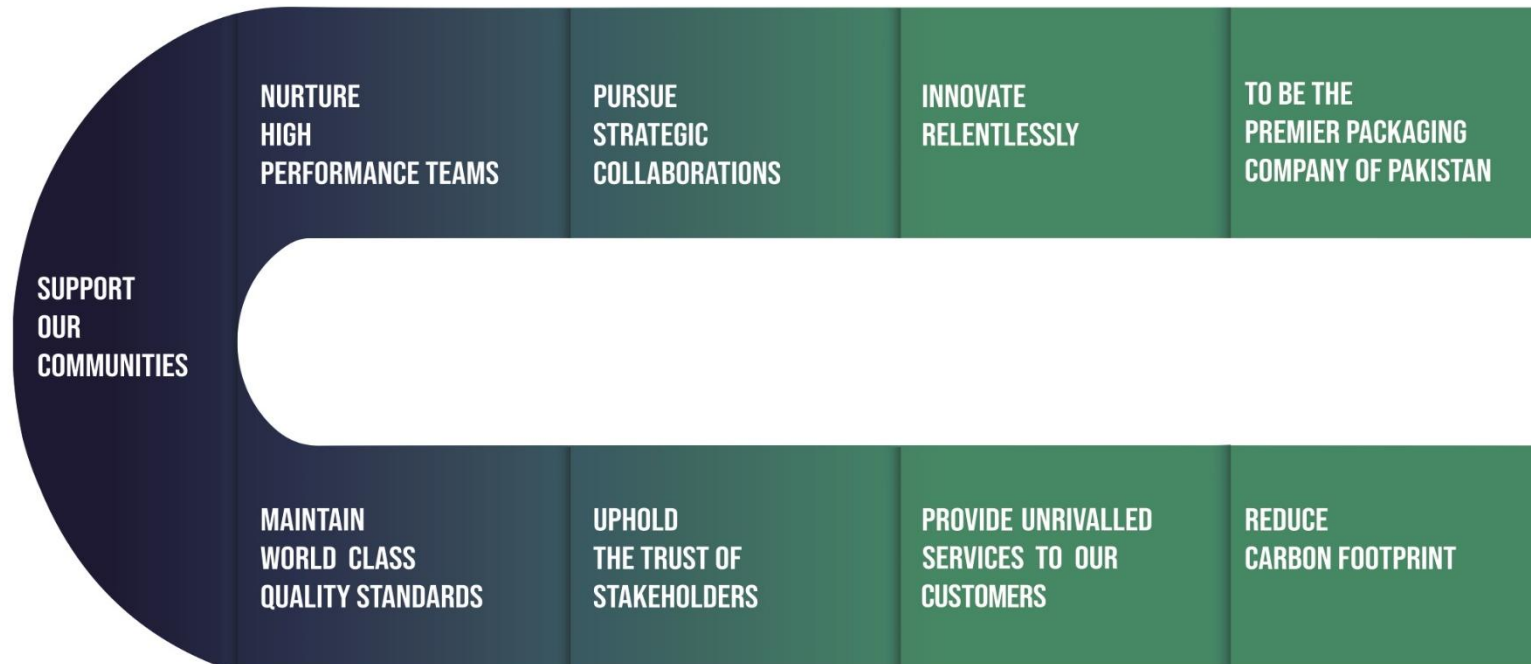 NURTURE
HIGH
PERFORMANCE TEAMS
PURSUE
STRATEGIC
COLLABORATIONS
INNOVATE
RELENTLESSLY
TO BE THE
PREMIER PACKAGING
COMPANY OF PAKISTAN
SUPPORT
OUR
COMMUNITIES
MAINTAIN
WORLD CLASS
QUALITY STANDARDS
UPHOLD
THE TRUST OF
STAKEHOLDERS
PROVIDE UNRIVALLED
SERVICES TO OUR
CUSTOMERS
REDUCE
CARBON FOOTPRINT